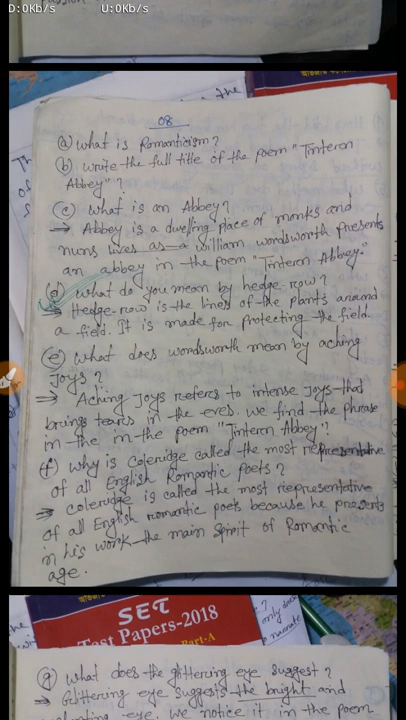 D:0Kb/s U:0Kb/s
08
(a) What is Romanticism?
(b) Write the full title of the poem "Tintern
Abbey"?
(c) What is an Abbey?
⇒ Abbey is a dwelling place of monks and
nuns lives as a William wordsworth presents
an abbey in the poem "Tintern Abbey."
(d) What do you mean by hedge-row?
⇒ Hedge-row is the lines of the plants around
a field. It is made for protecting the field.
(e) What does wordsworth mean by aching
Joys?
⇒ Aching Joys refers to intense Joys that
brings tears in the eyes. we find the phrase
in the in the poem "Tintern Abbey"?
(f) Why is Coleridge called the most representative
of all English Romantic poets?
⇒ Coleridge is called the most representative
of all English romantic poets because he presents
in his work the main Spirit of Romantic
age.
SET
Test Papers-2018
Part-A
only
(g) What does the glittering eye suggest?
⇒ Glittering eye suggests the bright and
eye. we notice it in the poem